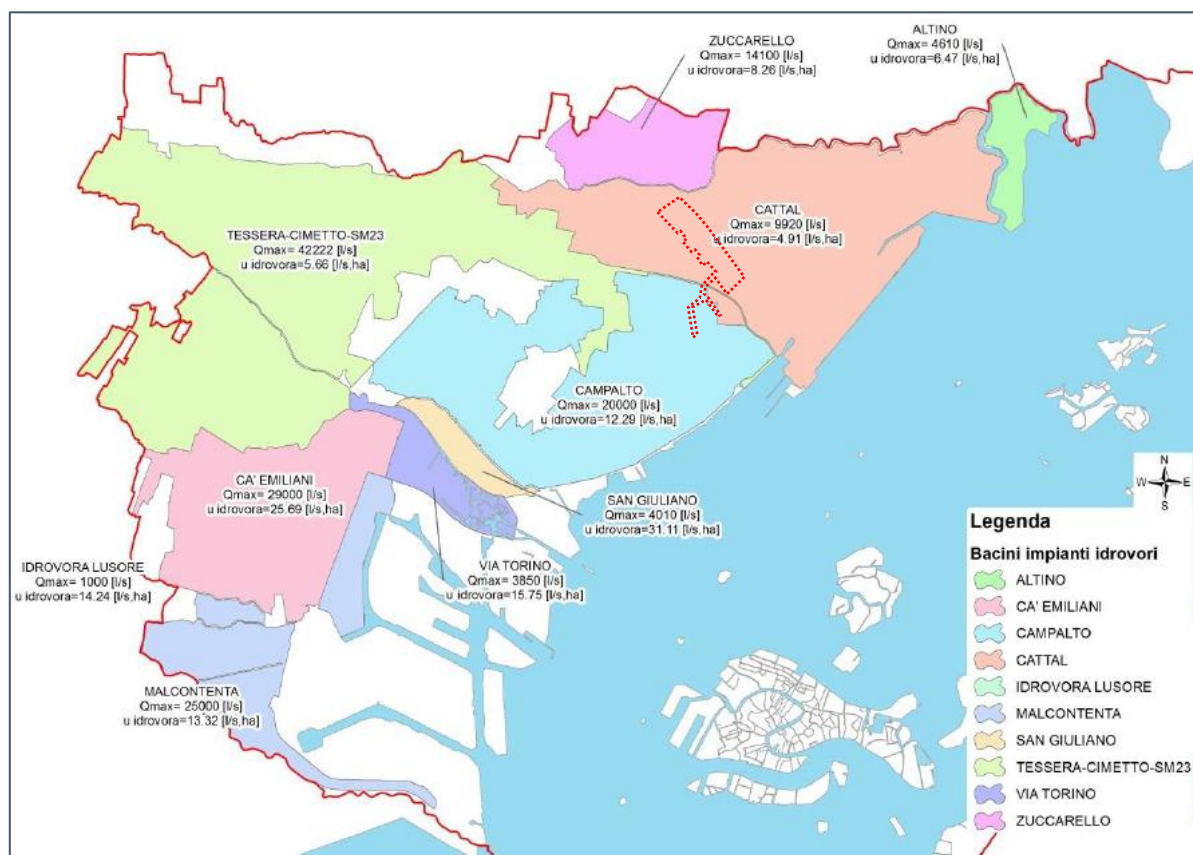 ALTINO
Qmax= 4610 [l/s]
u idrovora=6.47 [l/s,ha]
ZUCCARELLO
Qmax= 14100 [l/s]
u idrovora=8.26 [l/s,ha]
CATTAL
Qmax= 9920 [l/s]
u idrovora=4.91 [l/s,ha]
TESSERA-CIMETTO-SM23
Qmax= 42222 [l/s]
u idrovora=5.66 [l/s,ha]
CAMPALTO
Qmax= 20000 [l/s]
u idrovora=12.29 [l/s,ha]
CA' EMILIANI
Qmax= 29000 [l/s]
u idrovora=25.69 [l/s,ha]
SAN GIULIANO
Qmax= 4010 [l/s]
u idrovora=31.11 [l/s,ha]
IDROVORA LUSORE
Qmax= 1000 [l/s]
u idrovora=14.24 [l/s,ha]
VIA TORINO
Qmax= 3850 [l/s]
u idrovora=15.75 [l/s,ha]
MALCONTENTA
Qmax= 25000 [l/s]
u idrovora=13.32 [l/s,ha]
N
W E
S
Legenda
Bacini impianti idrovori
ALTINO
CA' EMILIANI
CAMPALTO
CATTAL
IDROVORA LUSORE
MALCONTENTA
SAN GIULIANO
TESSERA-CIMETTO-SM23
VIA TORINO
ZUCCARELLO